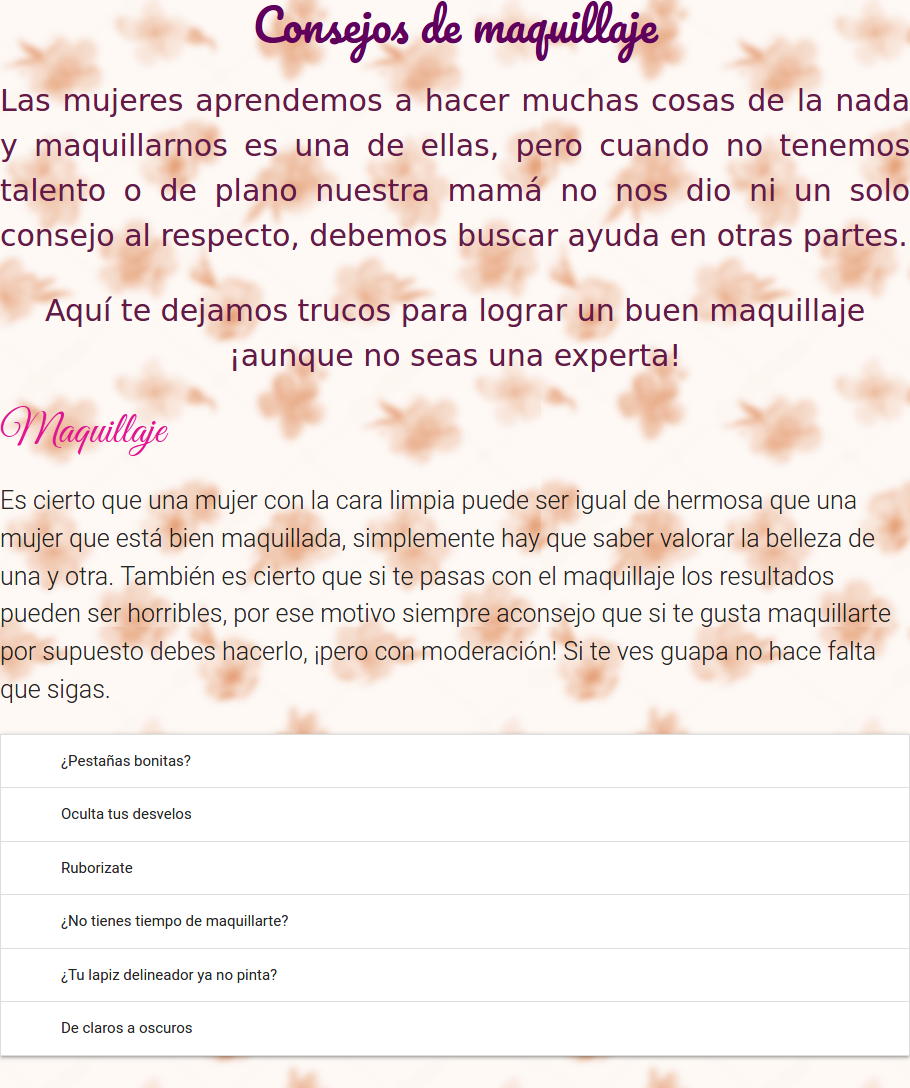 Consejos de maquillaje
Las mujeres aprendemos a hacer muchas cosas de la nada
y maquillarnos es una de ellas, pero cuando no tenemos
talento o de plano nuestra mamá no nos dio ni un solo
consejo al respecto, debemos buscar ayuda en otras partes.
Aquí te dejamos trucos para lograr un buen maquillaje
¡aunque no seas una experta!
Maquillaje
Es cierto que una mujer con la cara limpia puede ser igual de hermosa que una
mujer que está bien maquillada, simplemente hay que saber valorar la belleza de
una y otra. También es cierto que si te pasas con el maquillaje los resultados
pueden ser horribles, por ese motivo siempre aconsejo que si te gusta maquillarte
por supuesto debes hacerlo, ¡pero con moderación! Si te ves guapa no hace falta
que sigas.
¿Pestañas bonitas?
Oculta tus desvelos
Ruborizate
¿No tienes tiempo de maquillarte?
¿Tu lapiz delineador ya no pinta?
De claros a oscuros